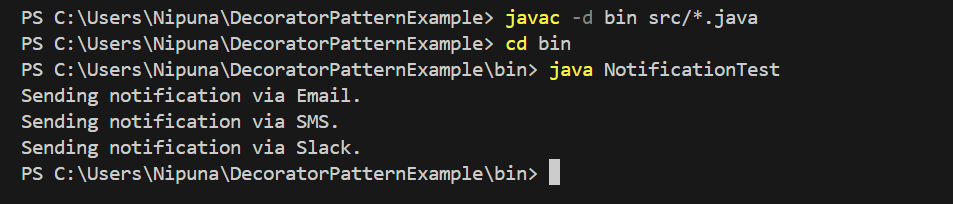 PS C:\Users\Nipuna\DecoratorPatternExample> javac -d bin src/*.java
PS C:\Users\Nipuna\DecoratorPatternExample> cd bin
PS C:\Users\Nipuna\DecoratorPatternExample\bin> java NotificationTest
Sending notification via Email.
Sending notification via SMS.
Sending notification via Slack.
PS C:\Users\Nipuna\DecoratorPatternExample\bin>